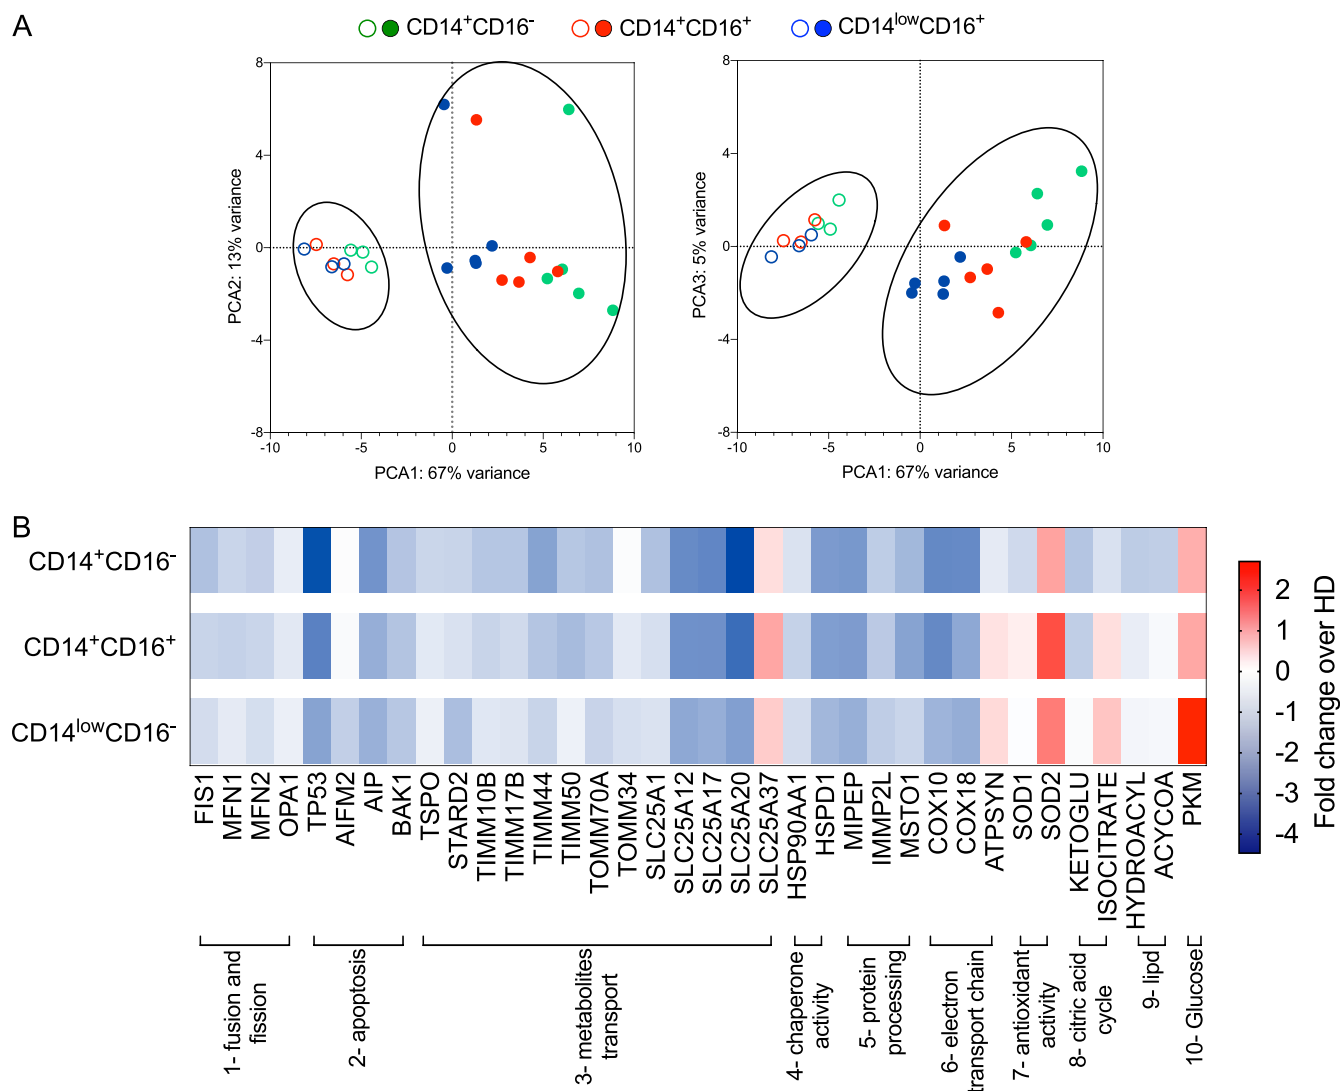 A
CD14+CD16-
CD14+CD16+
CD14lowCD16+
8
4
0
-4
-8
PCA2: 13% variance
-10
-5
0
5
10
PCA1: 67% variance
8
4
0
-4
-8
PCA3: 5% variance
-10
-5
0
5
10
PCA1: 67% variance
B
CD14+CD16-
CD14+CD16+
CD14lowCD16-
2
1
0
-1
-2
-3
-4
Fold change over HD
FIS1
MFN1
MFN2
OPA1
TP53
AIFM2
AIP
BAK1
TSPO
STARD2
TIMM10B
TIMM17B
TIMM44
TIMM50
TOMM70A
TOMM34
SLC25A1
SLC25A12
SLC25A17
SLC25A20
SLC25A37
HSP90AA1
HSPD1
MIPEP
IMMP2L
MSTO1
COX10
COX18
ATPSYN
SOD1
SOD2
KETOGLU
ISOCITRATE
HYDROACYL
ACYCOA
PKM
1- fusion and
fission
2- apoptosis
3- metabolites
transport
4- chaperone
activity
5- protein
processing
6- electron
transport chain
7- antioxidant
activity
8- citric acid
cycle
9- lipd
10- Glucose